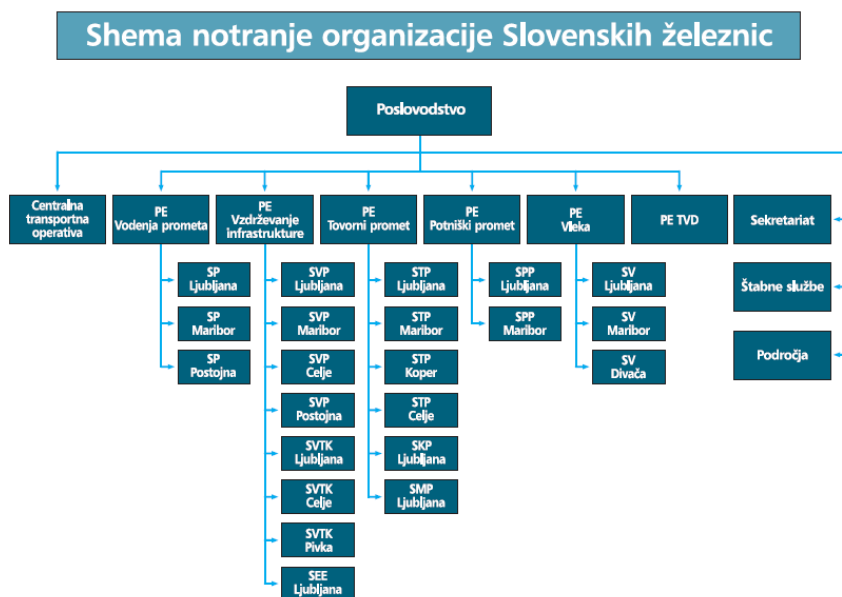 Shema notranje organizacije Slovenskih železnic
Poslovodstvo
Centralna
transportna
operativa
PE
Vodenja prometa
PE
Vzdrževanje
infrastrukture
PE
Tovorni promet
PE
Potniški promet
PE
Vleka
PE TVD
Sekretariat
SP
Ljubljana
SP
Maribor
SP
Postojna
SVP
Ljubljana
SVP
Maribor
SVP
Celje
SVP
Postojna
SVTK
Ljubljana
SVTK
Celje
SVTK
Pivka
SEE
Ljubljana
STP
Ljubljana
STP
Maribor
STP
Koper
STP
Celje
SKP
Ljubljana
SMP
Ljubljana
SPP
Ljubljana
SPP
Maribor
SV
Ljubljana
SV
Maribor
SV
Divača
Štabne službe
Področja